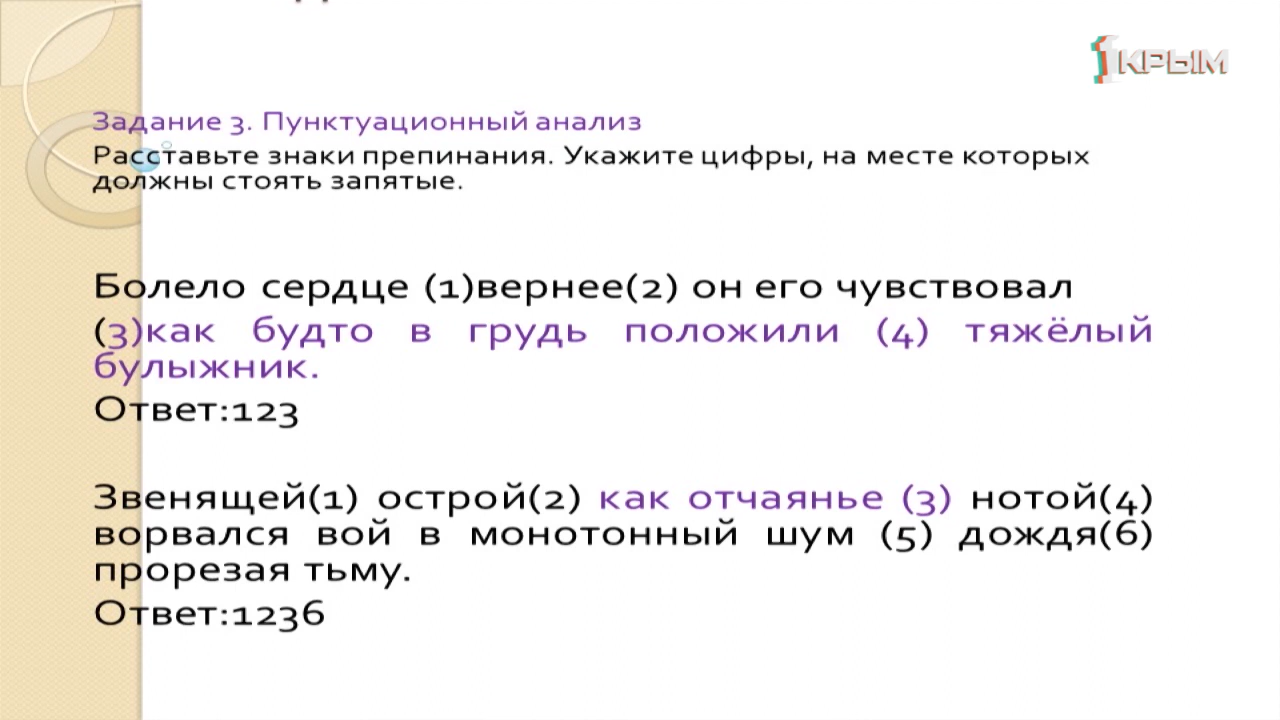 1КРЫМ
Задание 3. Пунктуационный анализ
Расставьте знаки препинания. Укажите цифры, на месте которых
должны стоять запятые.
Болело сердце (1)вернее(2) он его чувствовал
(3)как будто в грудь положили (4) тяжёлый
булыжник.
Ответ:123
Звенящей(1) острой(2) как отчаянье (3) нотой(4)
ворвался вой в монотонный шум (5) дождя(6)
прорезая тьму.
Ответ:1236